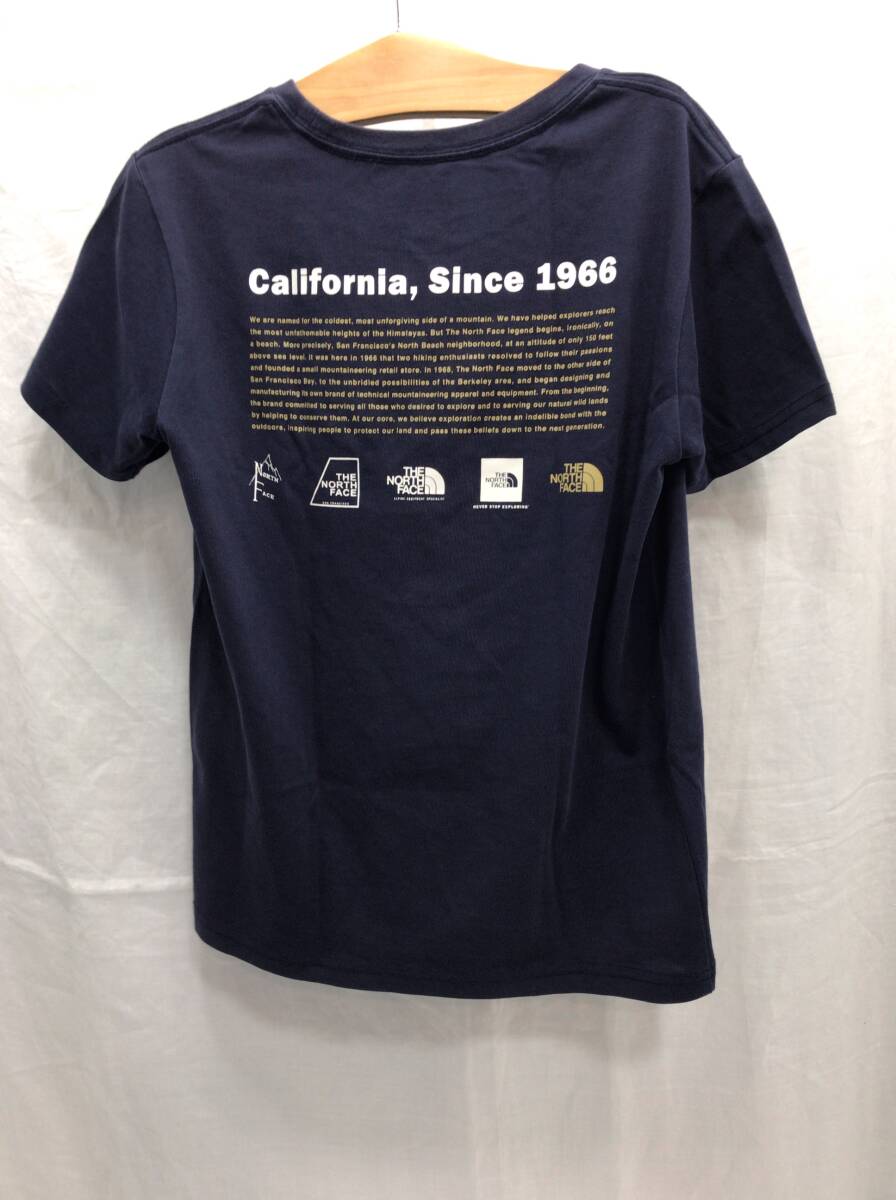 California, Since 1966
We are named for the coldest, most unforgiving side of a mountain. We have helped explorers reach
the most unfathomable heights of the Himalayas. But The North Face legend begins, ironically, on
a beach. More precisely, San Francisco's North Beach neighborhood, at an altitude of only 150 feet
above sea level. It was here in 1966 that two hiking enthusiasts resolved to follow their passions
and founded a small mountaineering retail store. In 1968, The North Face moved to the other side of
San Francisco Bay, to the unbridled possibilities of the Berkeley area, and began designing and
manufacturing its own brand of technical mountaineering apparel and equipment. From the beginning,
the brand committed to serving all those who desired to explore and to serving our natural wild lands
by helping to conserve them. At our core, we believe exploration creates an indelible bond with the
outdoors, inspiring people to protect our land and pass these beliefs down to the next generation.
NORTH
FACE
THE
NORTH
FACE
SAN FRANCISCO
THE
NORTH
FACE
ALPINE EQUIPMENT SPECIALIST
THE
NORTH
FACE
NEVER STOP EXPLORING
THE
NORTH
FACE